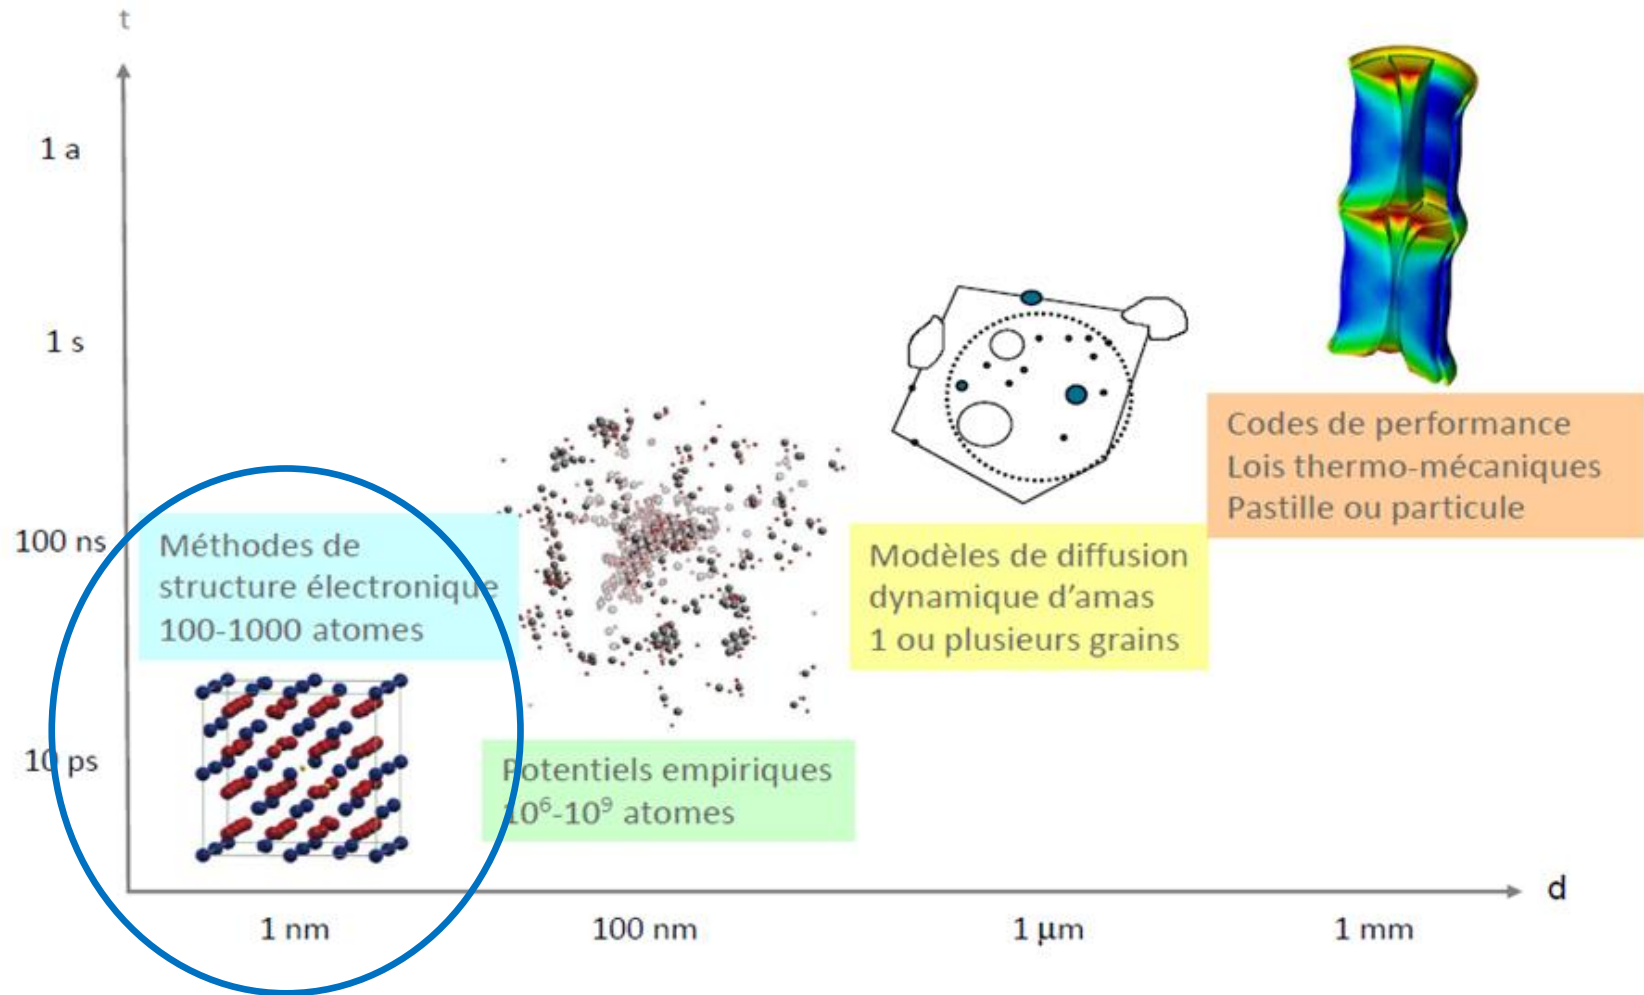 t
1 a
1 s
100 ns
10 ps
Méthodes de
structure électronique
100-1000 atomes
Potentiels empiriques
10⁶-10⁹ atomes
Modèles de diffusion
dynamique d'amas
1 ou plusieurs grains
Codes de performance
Lois thermo-mécaniques
Pastille ou particule
d
1 nm
100 nm
1 μm
1 mm